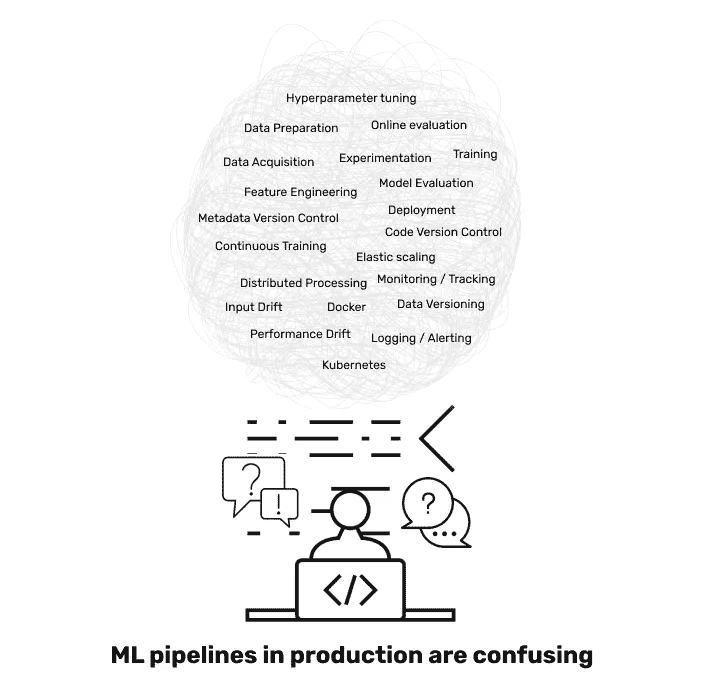 Hyperparameter tuning
Data Preparation
Online evaluation
Data Acquisition
Experimentation
Training
Feature Engineering
Model Evaluation
Metadata Version Control
Deployment
Code Version Control
Continuous Training
Elastic scaling
Distributed Processing
Monitoring / Tracking
Input Drift
Docker
Data Versioning
Performance Drift
Logging / Alerting
Kubernetes
?
!
?
</>
ML pipelines in production are confusing